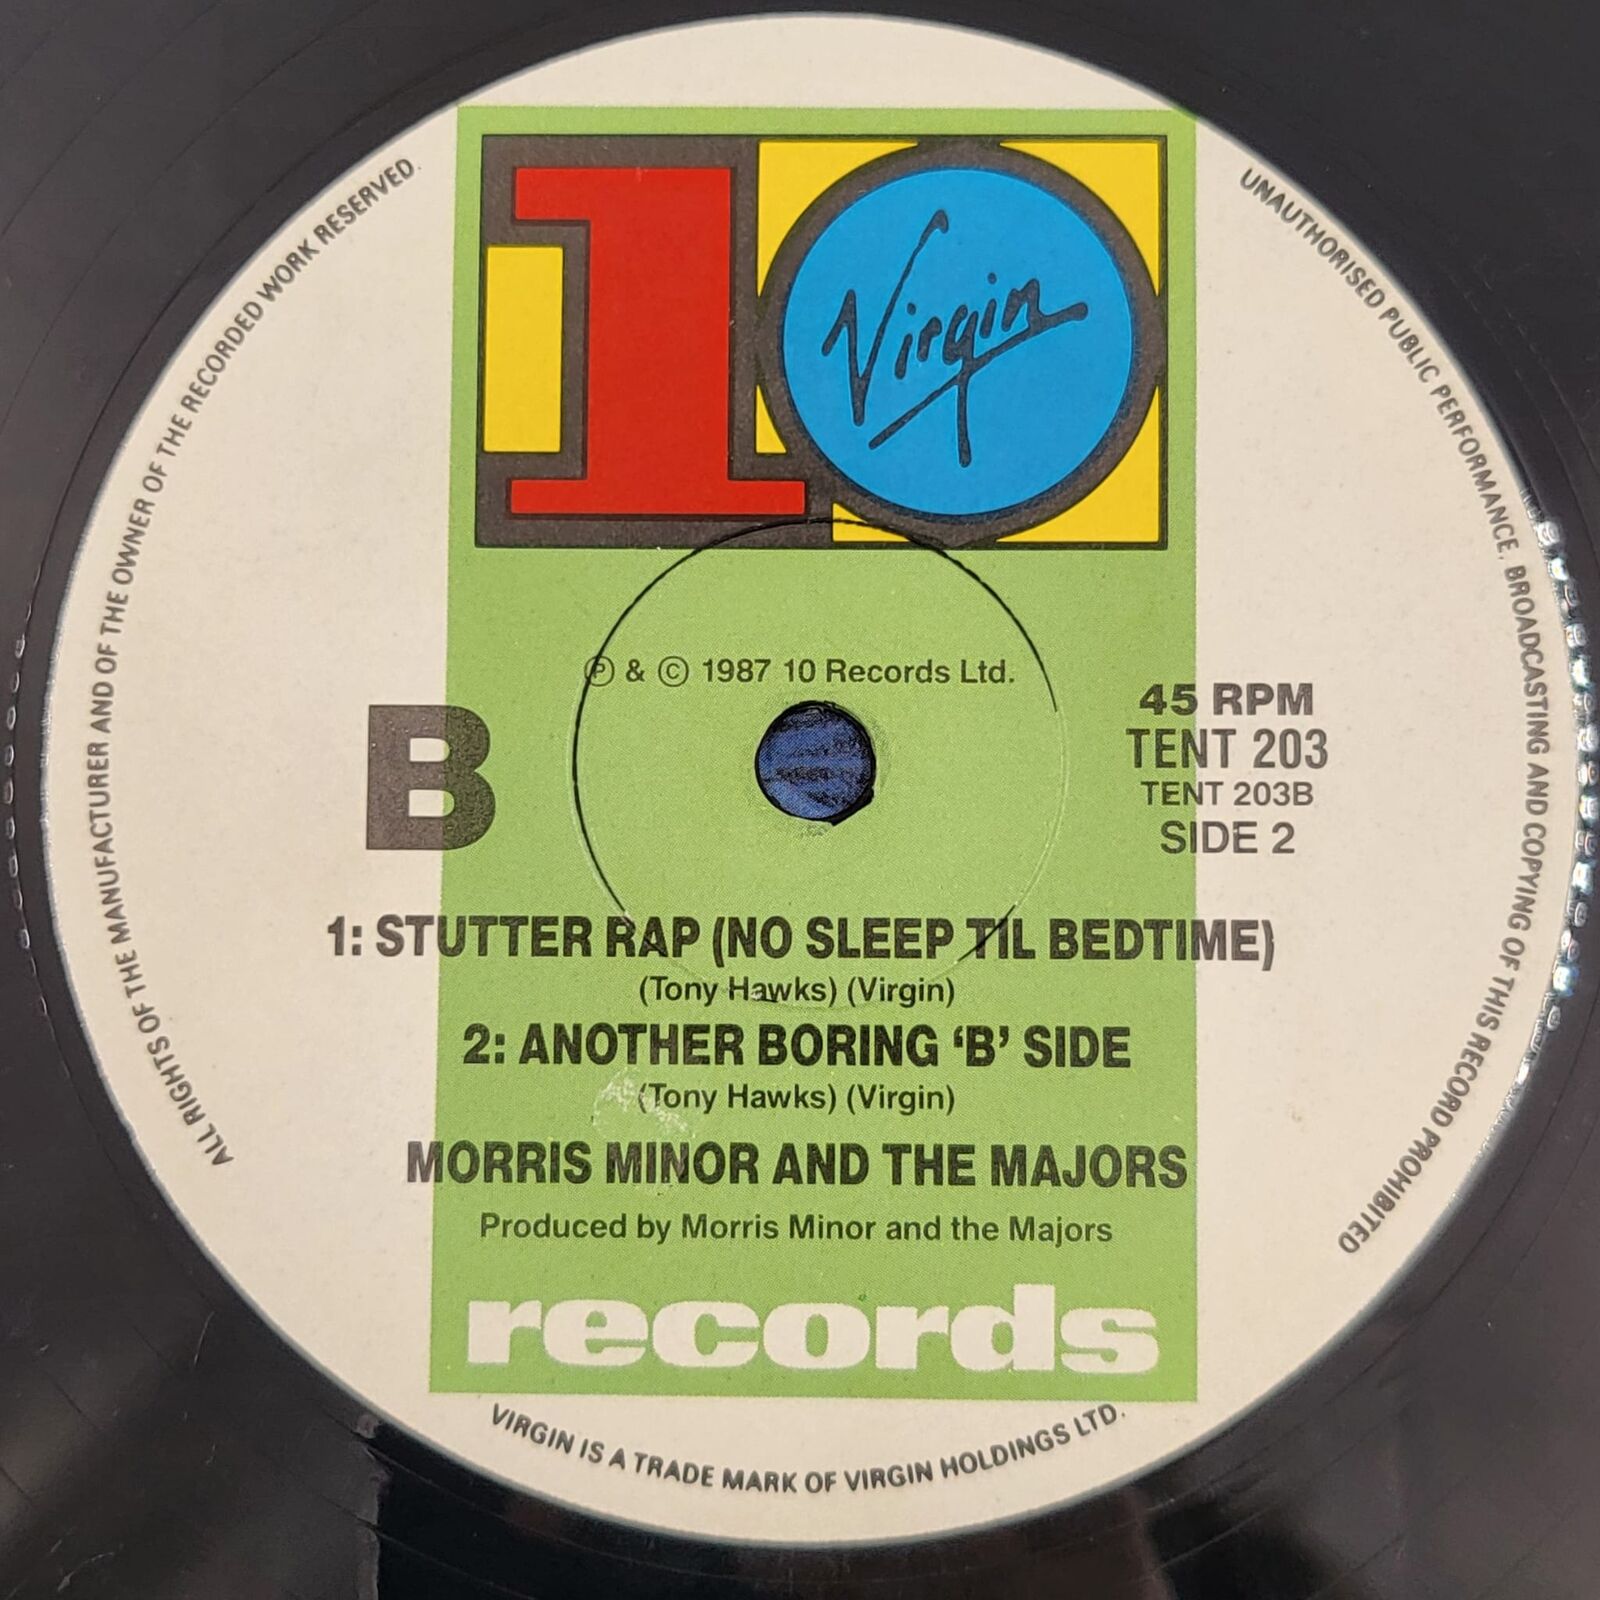 10
Virgin
Ⓟ & © 1987 10 Records Ltd.
B
45 RPM
TENT 203
TENT 203B
SIDE 2
1: STUTTER RAP (NO SLEEP TIL BEDTIME)
(Tony Hawks) (Virgin)
2: ANOTHER BORING ‘B’ SIDE
(Tony Hawks) (Virgin)
MORRIS MINOR AND THE MAJORS
Produced by Morris Minor and the Majors
records
ALL RIGHTS OF THE MANUFACTURER AND OF THE OWNER OF THE RECORDED WORK RESERVED.
UNAUTHORISED PUBLIC PERFORMANCE, BROADCASTING AND COPYING OF THIS RECORD PROHIBITED
VIRGIN IS A TRADE MARK OF VIRGIN HOLDINGS LTD.